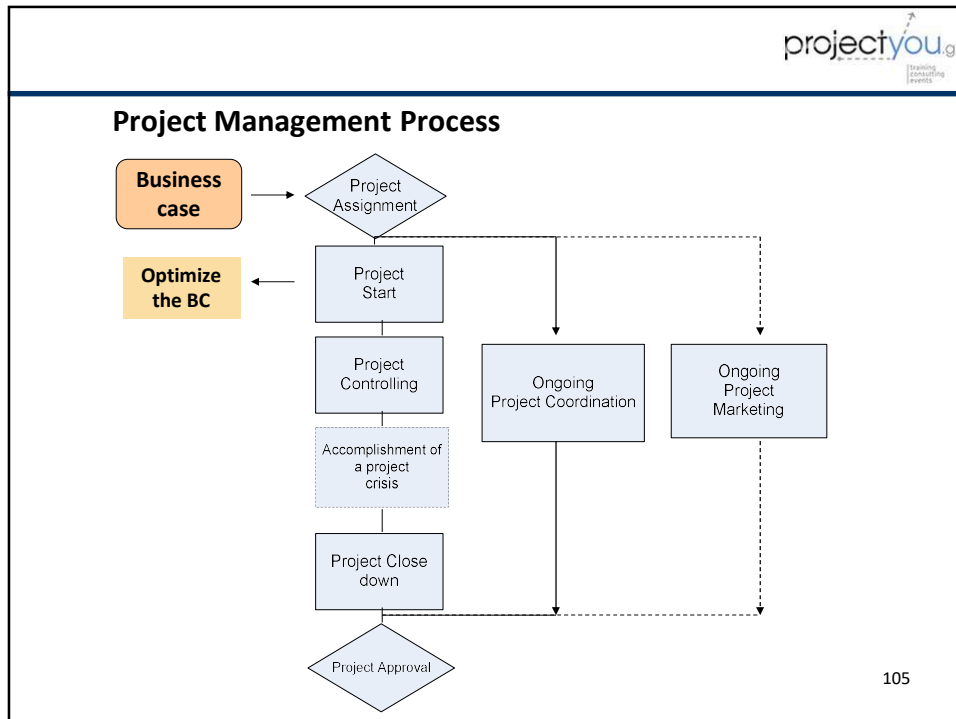 projectyou.g
training
consulting
events
Project Management Process
Business
case
Project
Assignment
Optimize
the BC
Project
Start
Project
Controlling
Ongoing
Project Coordination
Ongoing
Project
Marketing
Accomplishment of
a project
crisis
Project Close
down
Project Approval
105